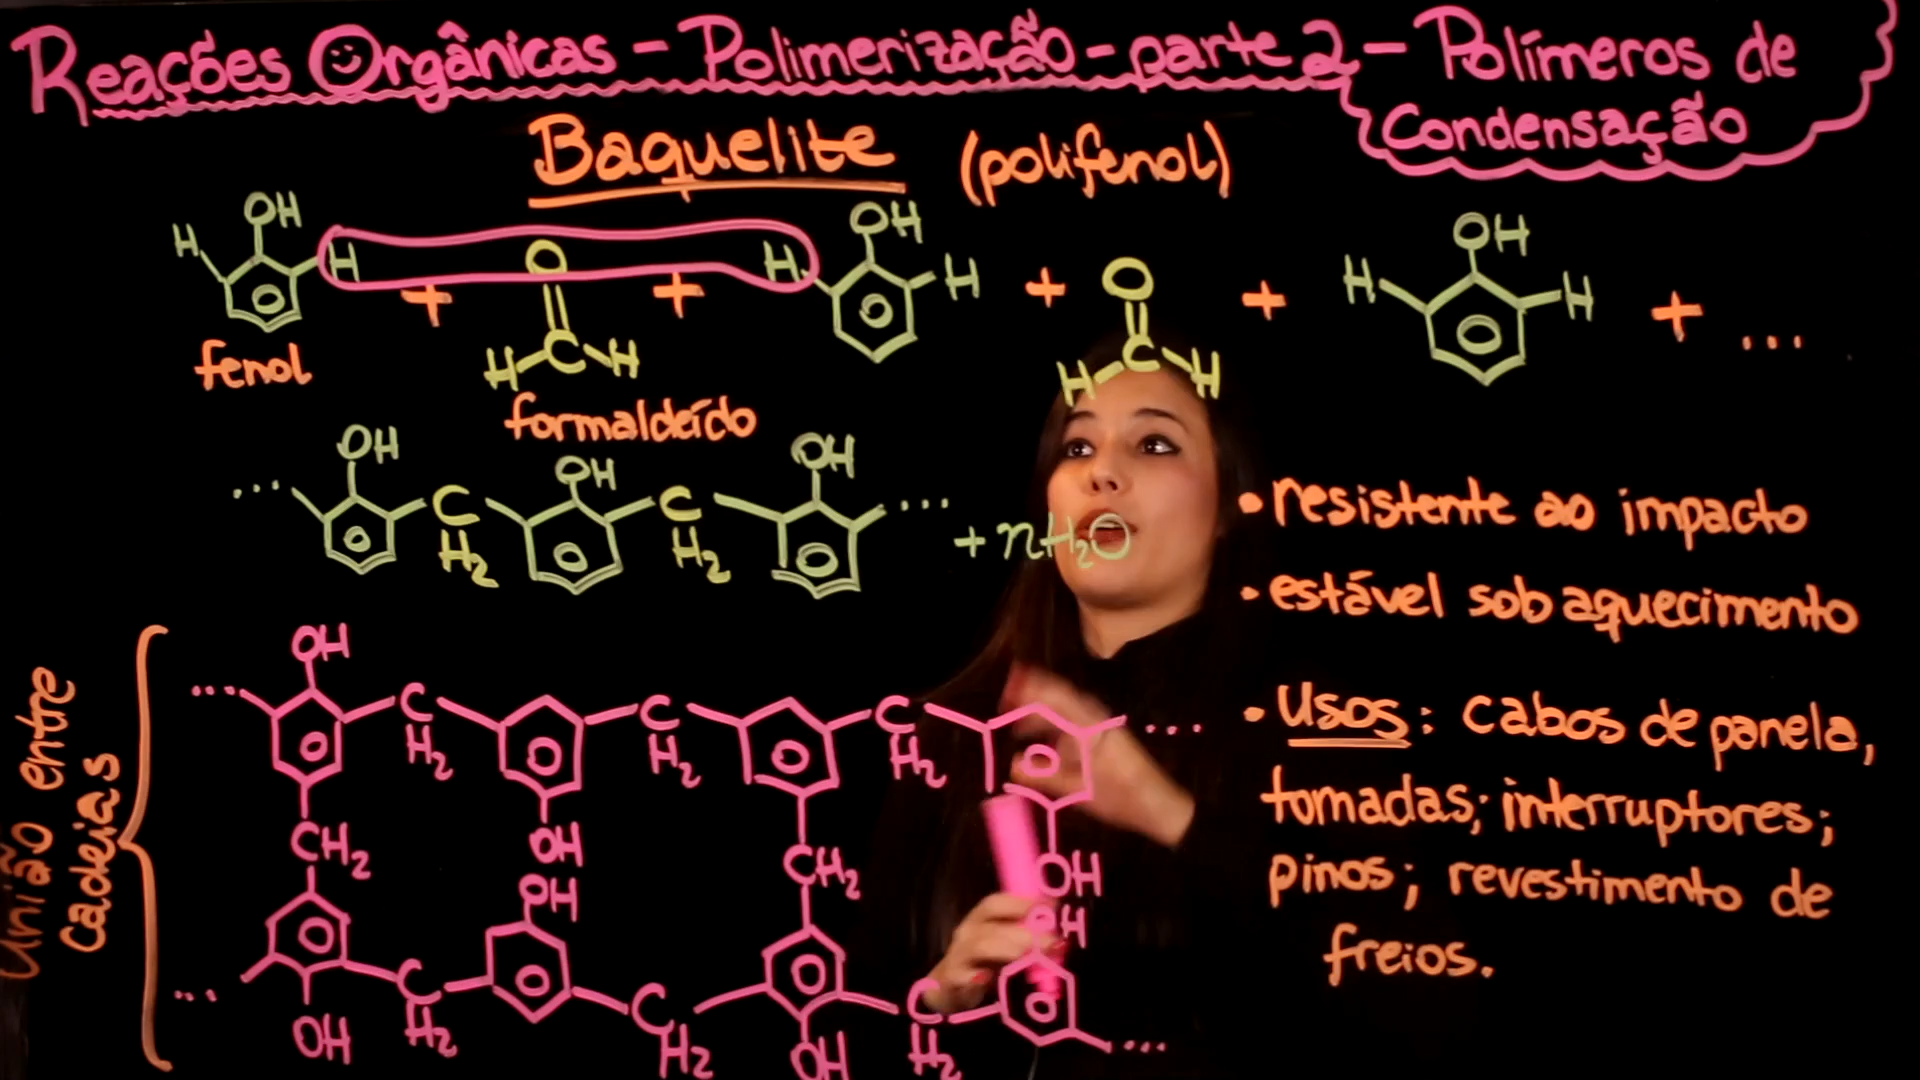 Reações Orgânicas - Polimerização - parte 2 - Polímeros de
Condensação
Baquelite (polifenol)
OH OH OH
H H O H H O H H
+ + + + + ...
H C H H C H
fenol
formaldeído
OH OH OH
... C C ...
H2 H2
+ nH2O
OH
... C C C ...
H2 H2 H2
CH2 OH CH2 OH
OH OH
... C C C ...
OH H2 H2 OH H2
União entre
Cadeias
• resistente ao impacto
• estável sob aquecimento
• Usos: cabos de panela,
tomadas; interruptores;
pinos; revestimento de
freios.